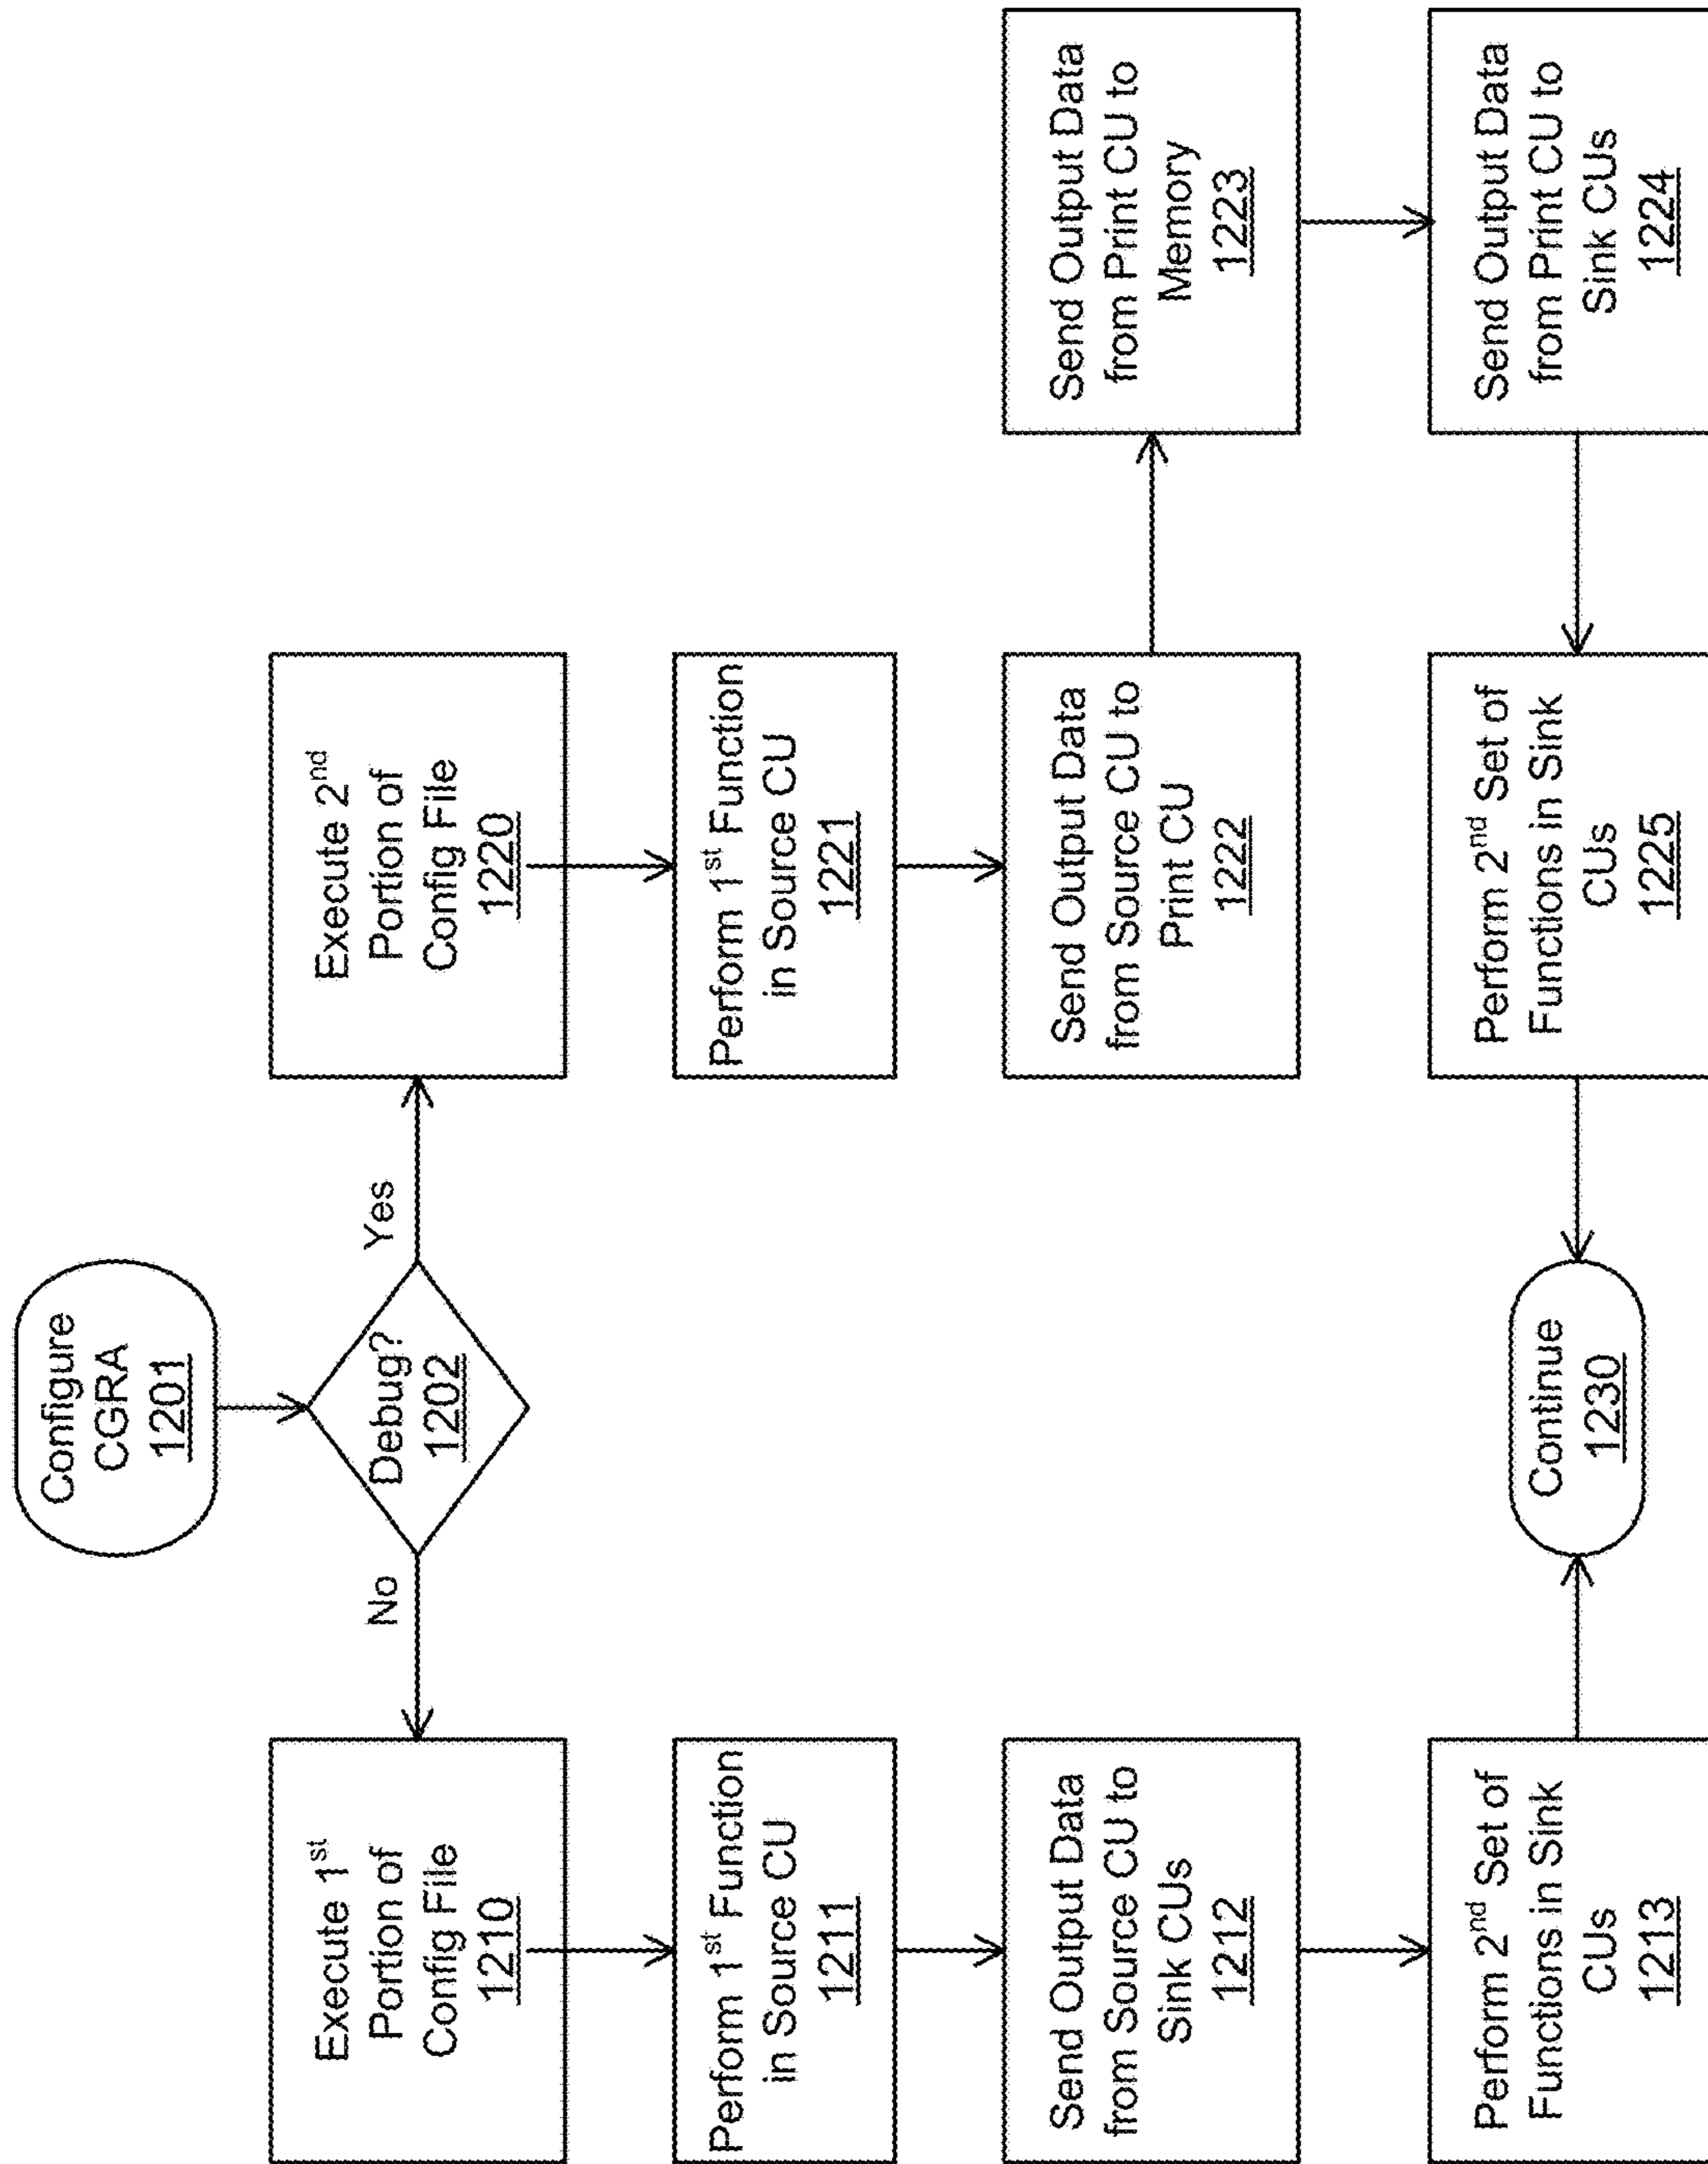 Configure
CGRA
1201
Debug?
1202
No
Yes
Execute 1st
Portion of
Config File
1210
Perform 1st Function
in Source CU
1211
Send Output Data
from Source CU to
Sink CUs
1212
Perform 2nd Set of
Functions in Sink
CUs
1213
Execute 2nd
Portion of
Config File
1220
Perform 1st Function
in Source CU
1221
Send Output Data
from Source CU to
Print CU
1222
Send Output Data
from Print CU to
Memory
1223
Send Output Data
from Print CU to
Sink CUs
1224
Perform 2nd Set of
Functions in Sink
CUs
1225
Continue
1230